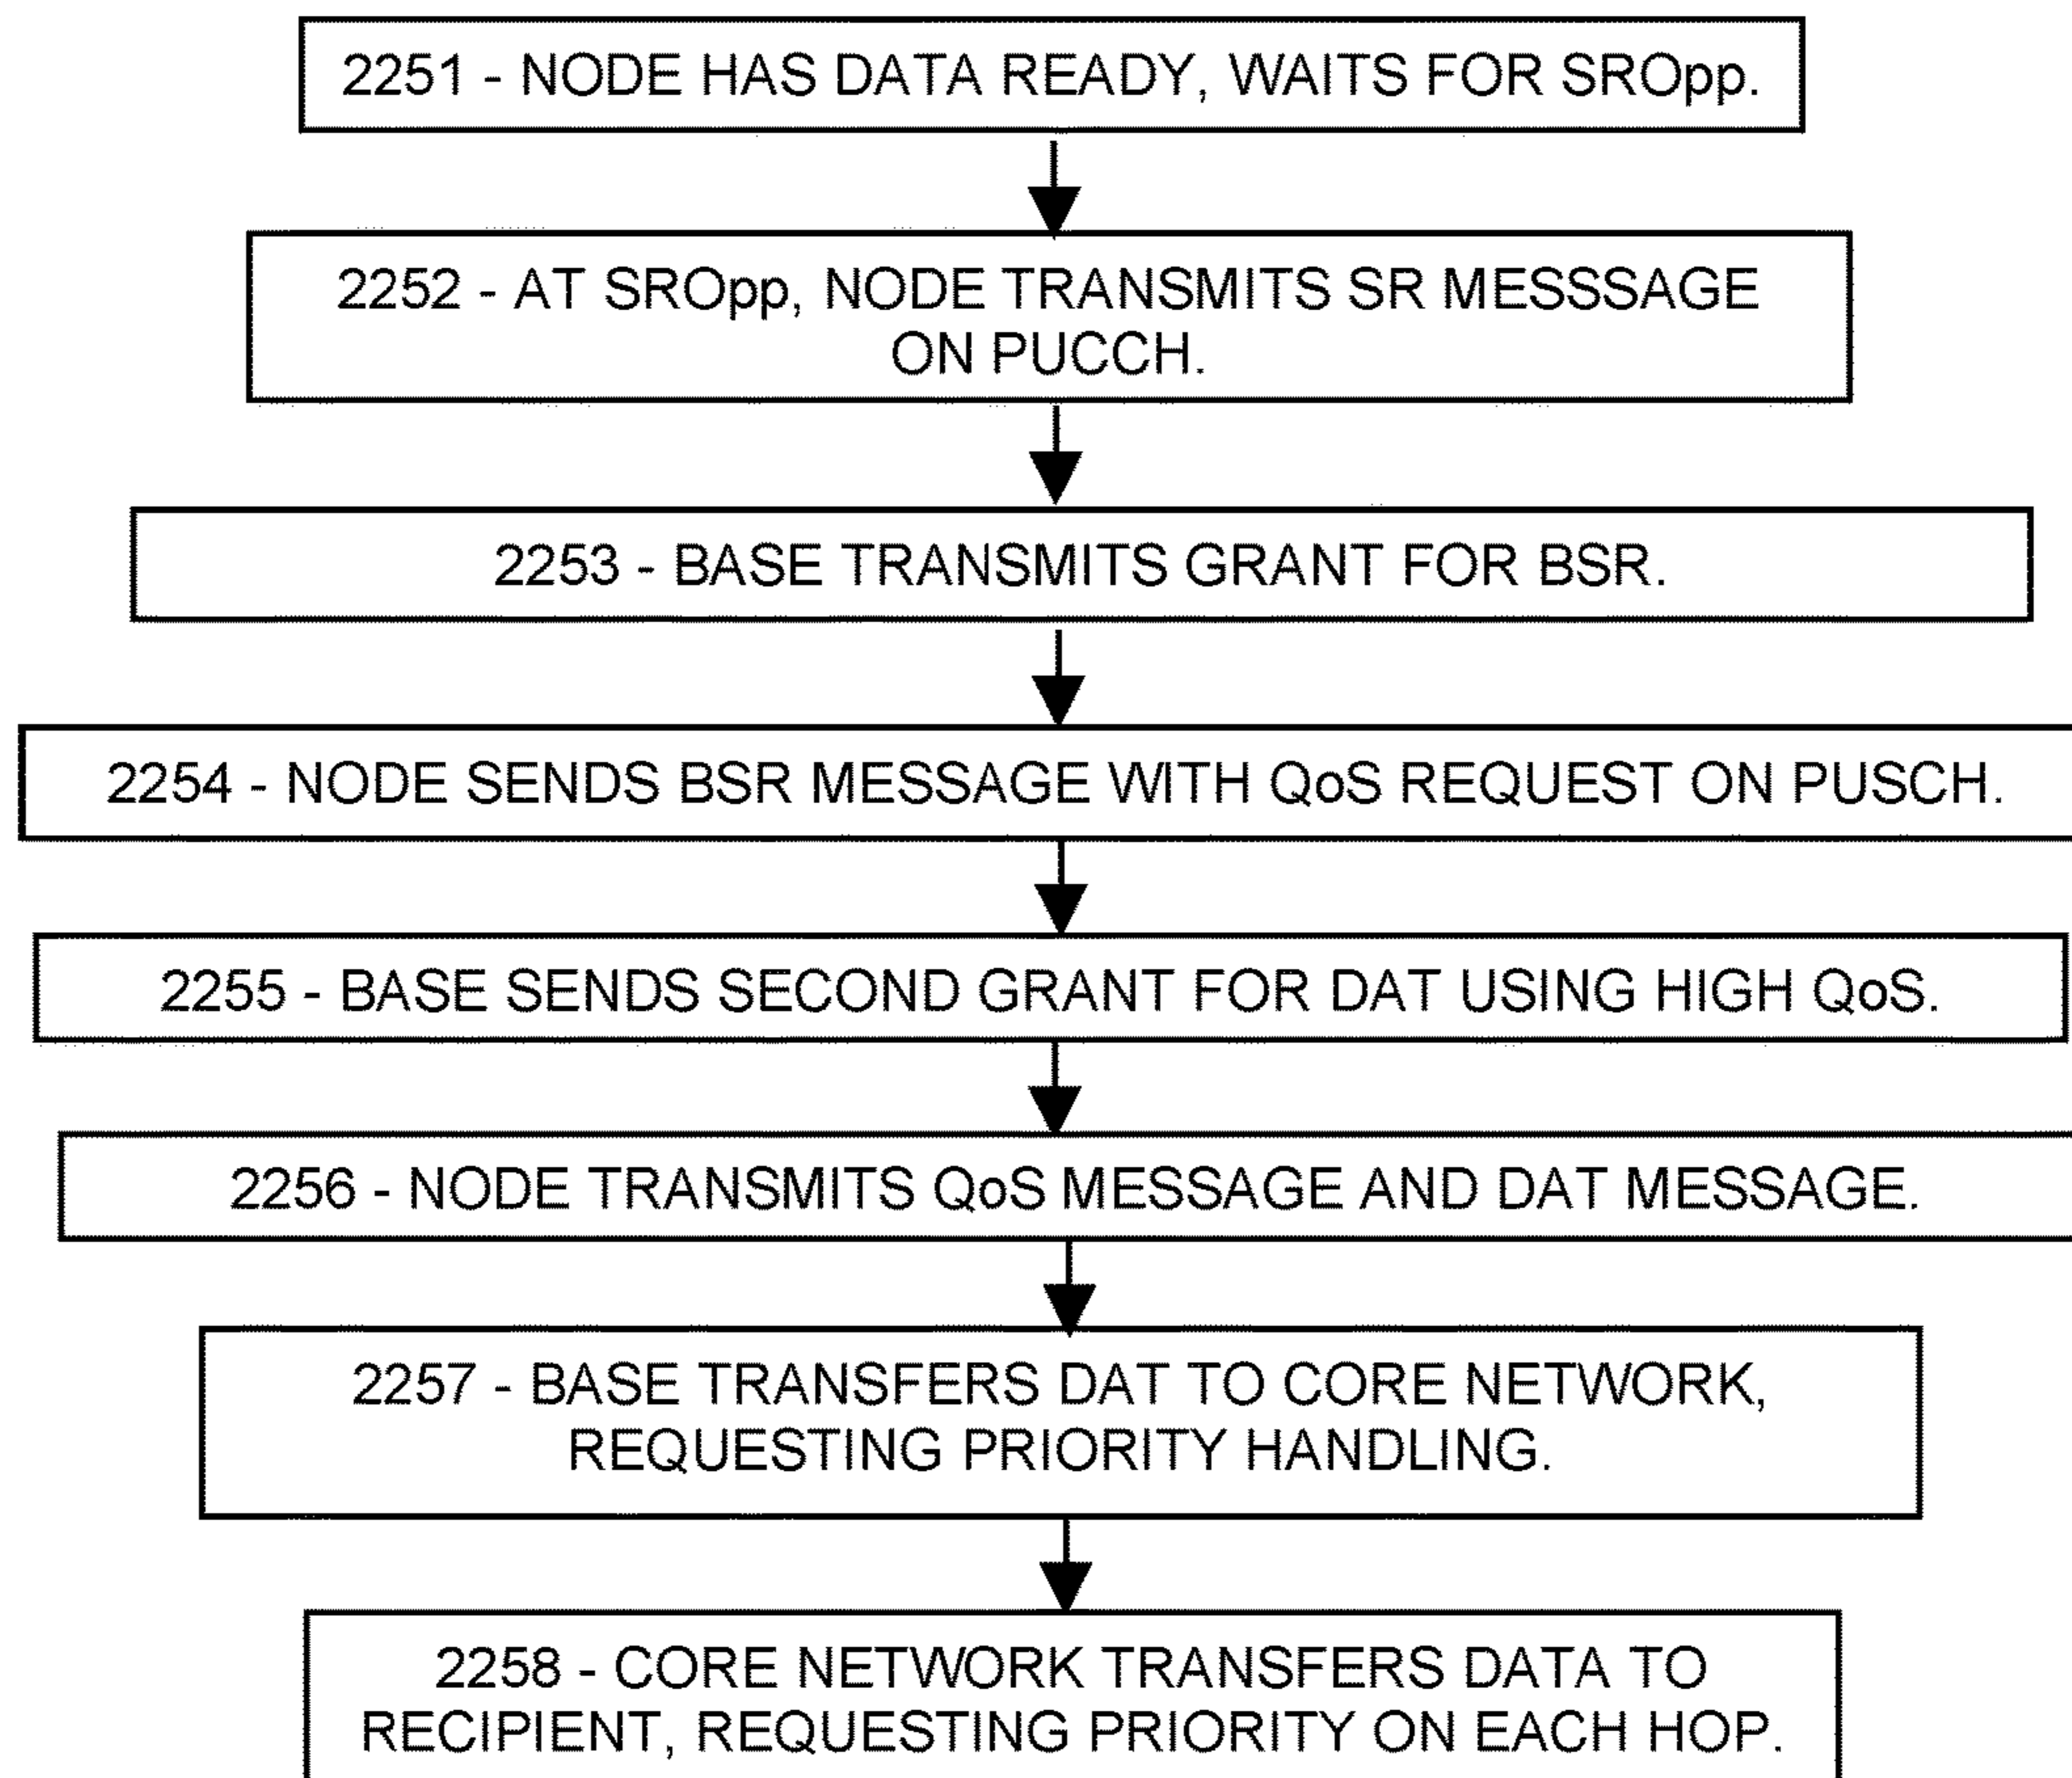 2251 - NODE HAS DATA READY, WAITS FOR SROpp.
2252 - AT SROpp, NODE TRANSMITS SR MESSSAGE
ON PUCCH.
2253 - BASE TRANSMITS GRANT FOR BSR.
2254 - NODE SENDS BSR MESSAGE WITH QoS REQUEST ON PUSCH.
2255 - BASE SENDS SECOND GRANT FOR DAT USING HIGH QoS.
2256 - NODE TRANSMITS QoS MESSAGE AND DAT MESSAGE.
2257 - BASE TRANSFERS DAT TO CORE NETWORK,
REQUESTING PRIORITY HANDLING.
2258 - CORE NETWORK TRANSFERS DATA TO
RECIPIENT, REQUESTING PRIORITY ON EACH HOP.